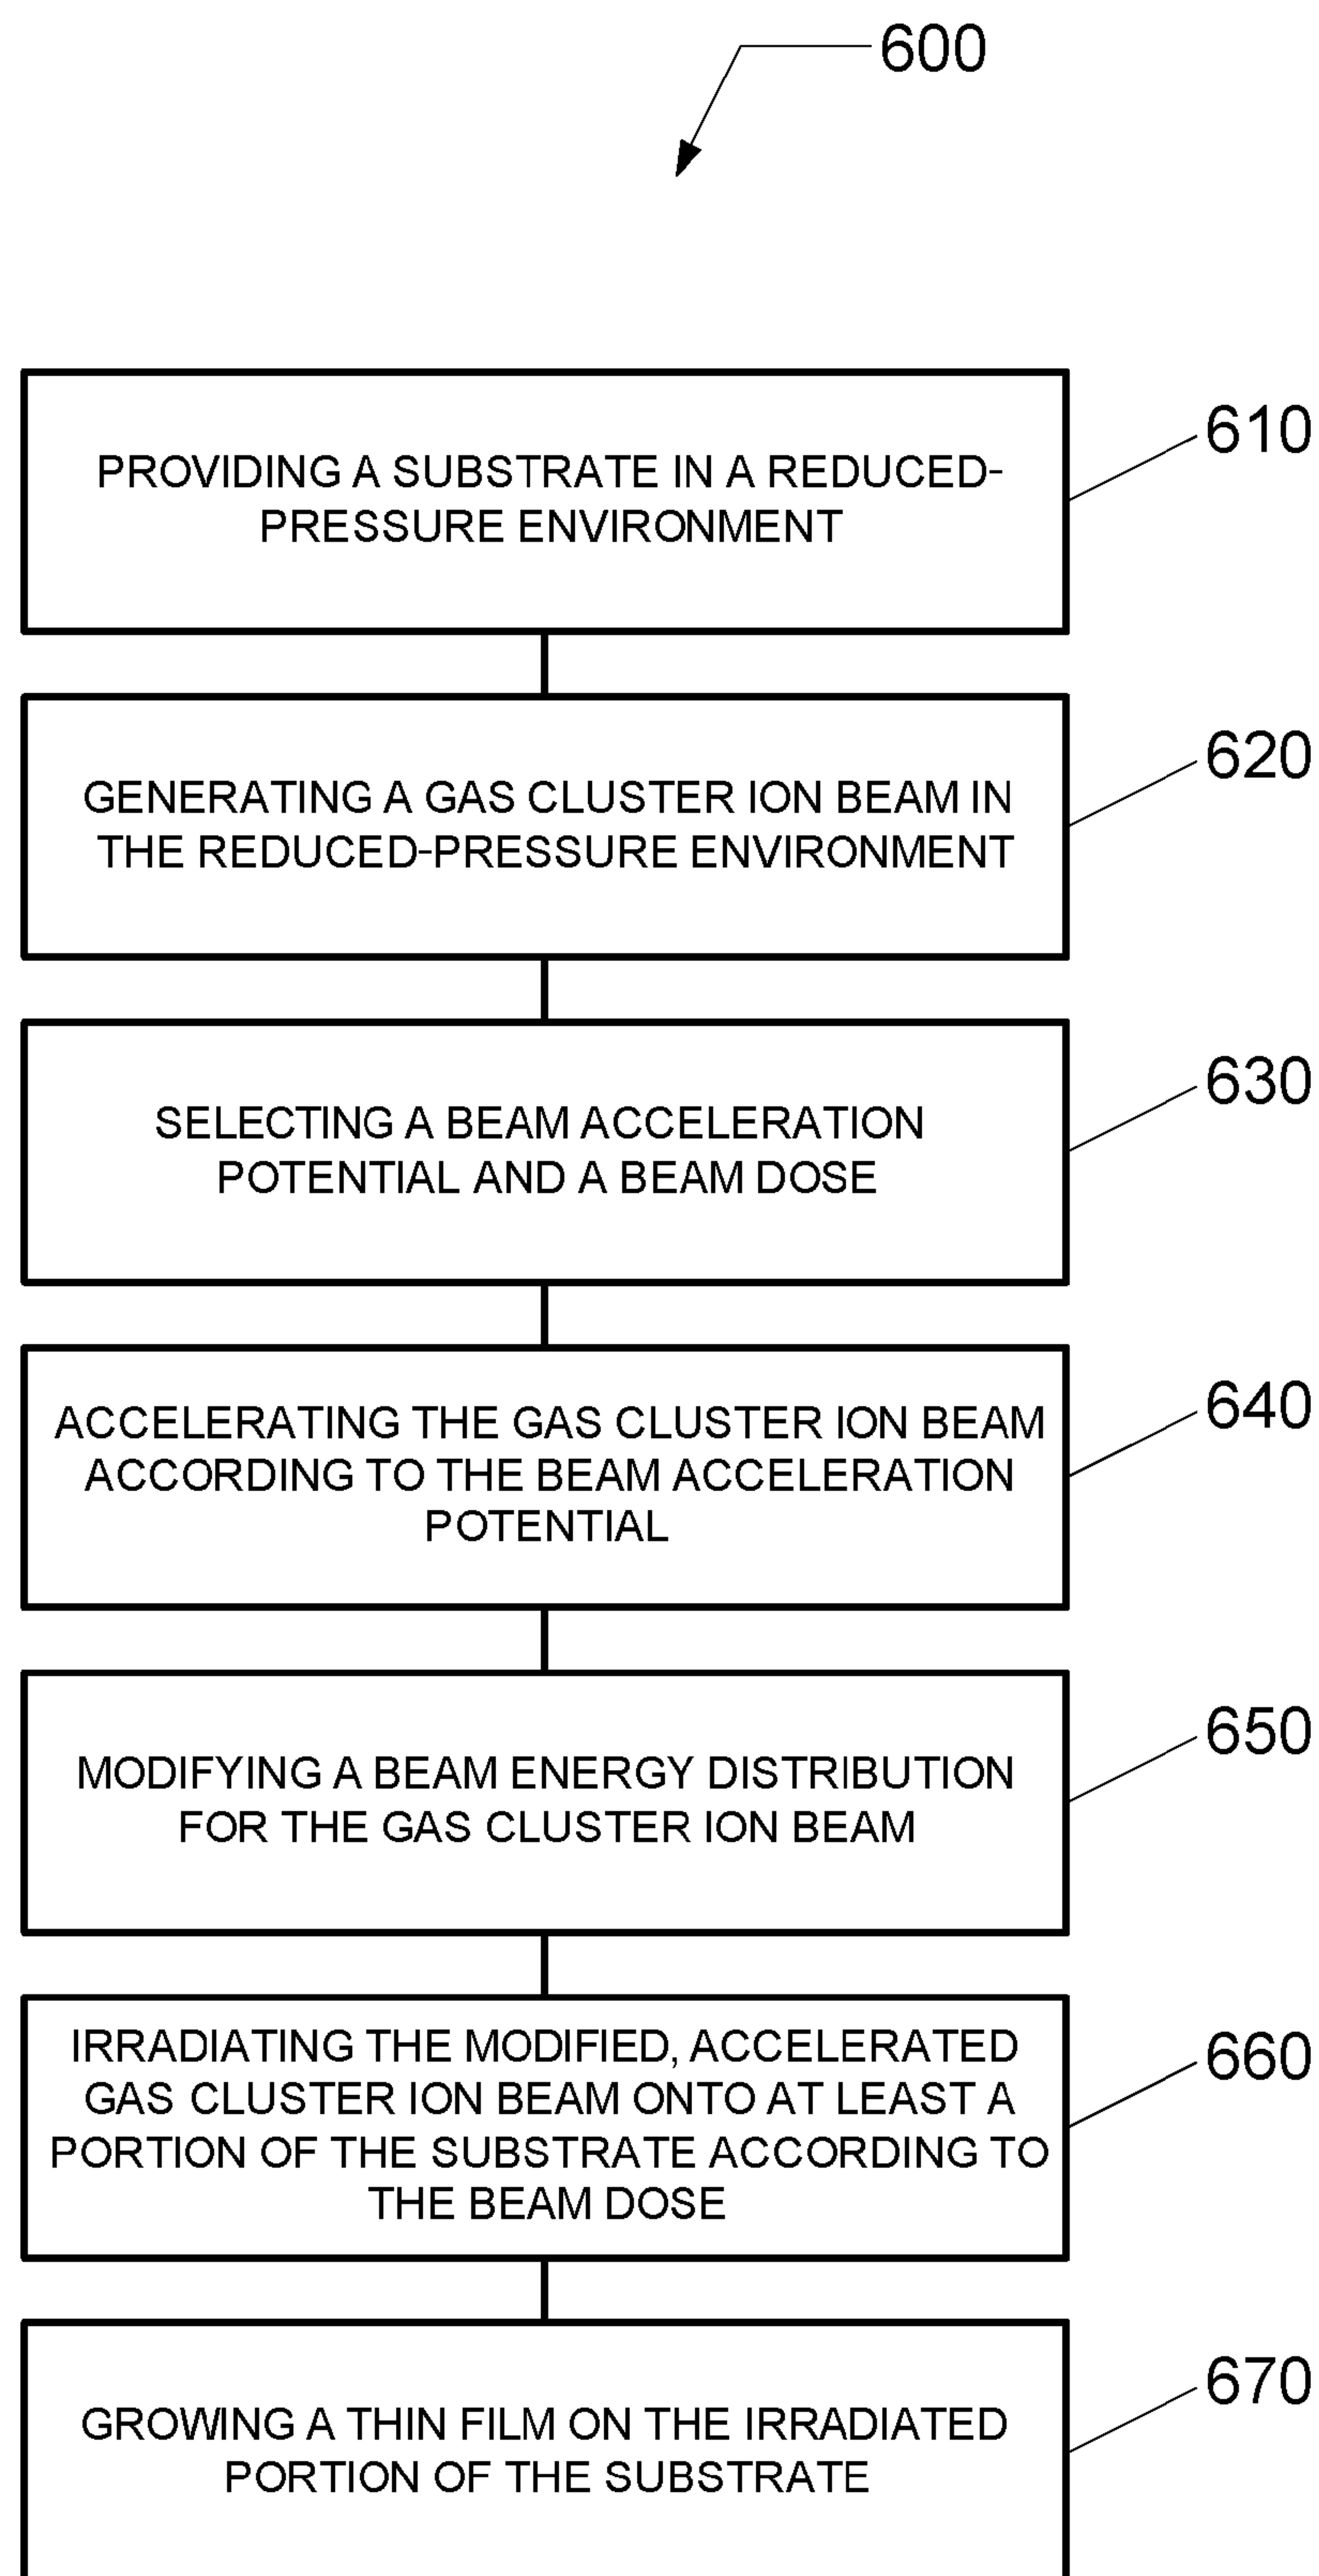 600
610
PROVIDING A SUBSTRATE IN A REDUCED-
PRESSURE ENVIRONMENT
620
GENERATING A GAS CLUSTER ION BEAM IN
THE REDUCED-PRESSURE ENVIRONMENT
630
SELECTING A BEAM ACCELERATION
POTENTIAL AND A BEAM DOSE
640
ACCELERATING THE GAS CLUSTER ION BEAM
ACCORDING TO THE BEAM ACCELERATION
POTENTIAL
650
MODIFYING A BEAM ENERGY DISTRIBUTION
FOR THE GAS CLUSTER ION BEAM
660
IRRADIATING THE MODIFIED, ACCELERATED
GAS CLUSTER ION BEAM ONTO AT LEAST A
PORTION OF THE SUBSTRATE ACCORDING TO
THE BEAM DOSE
670
GROWING A THIN FILM ON THE IRRADIATED
PORTION OF THE SUBSTRATE